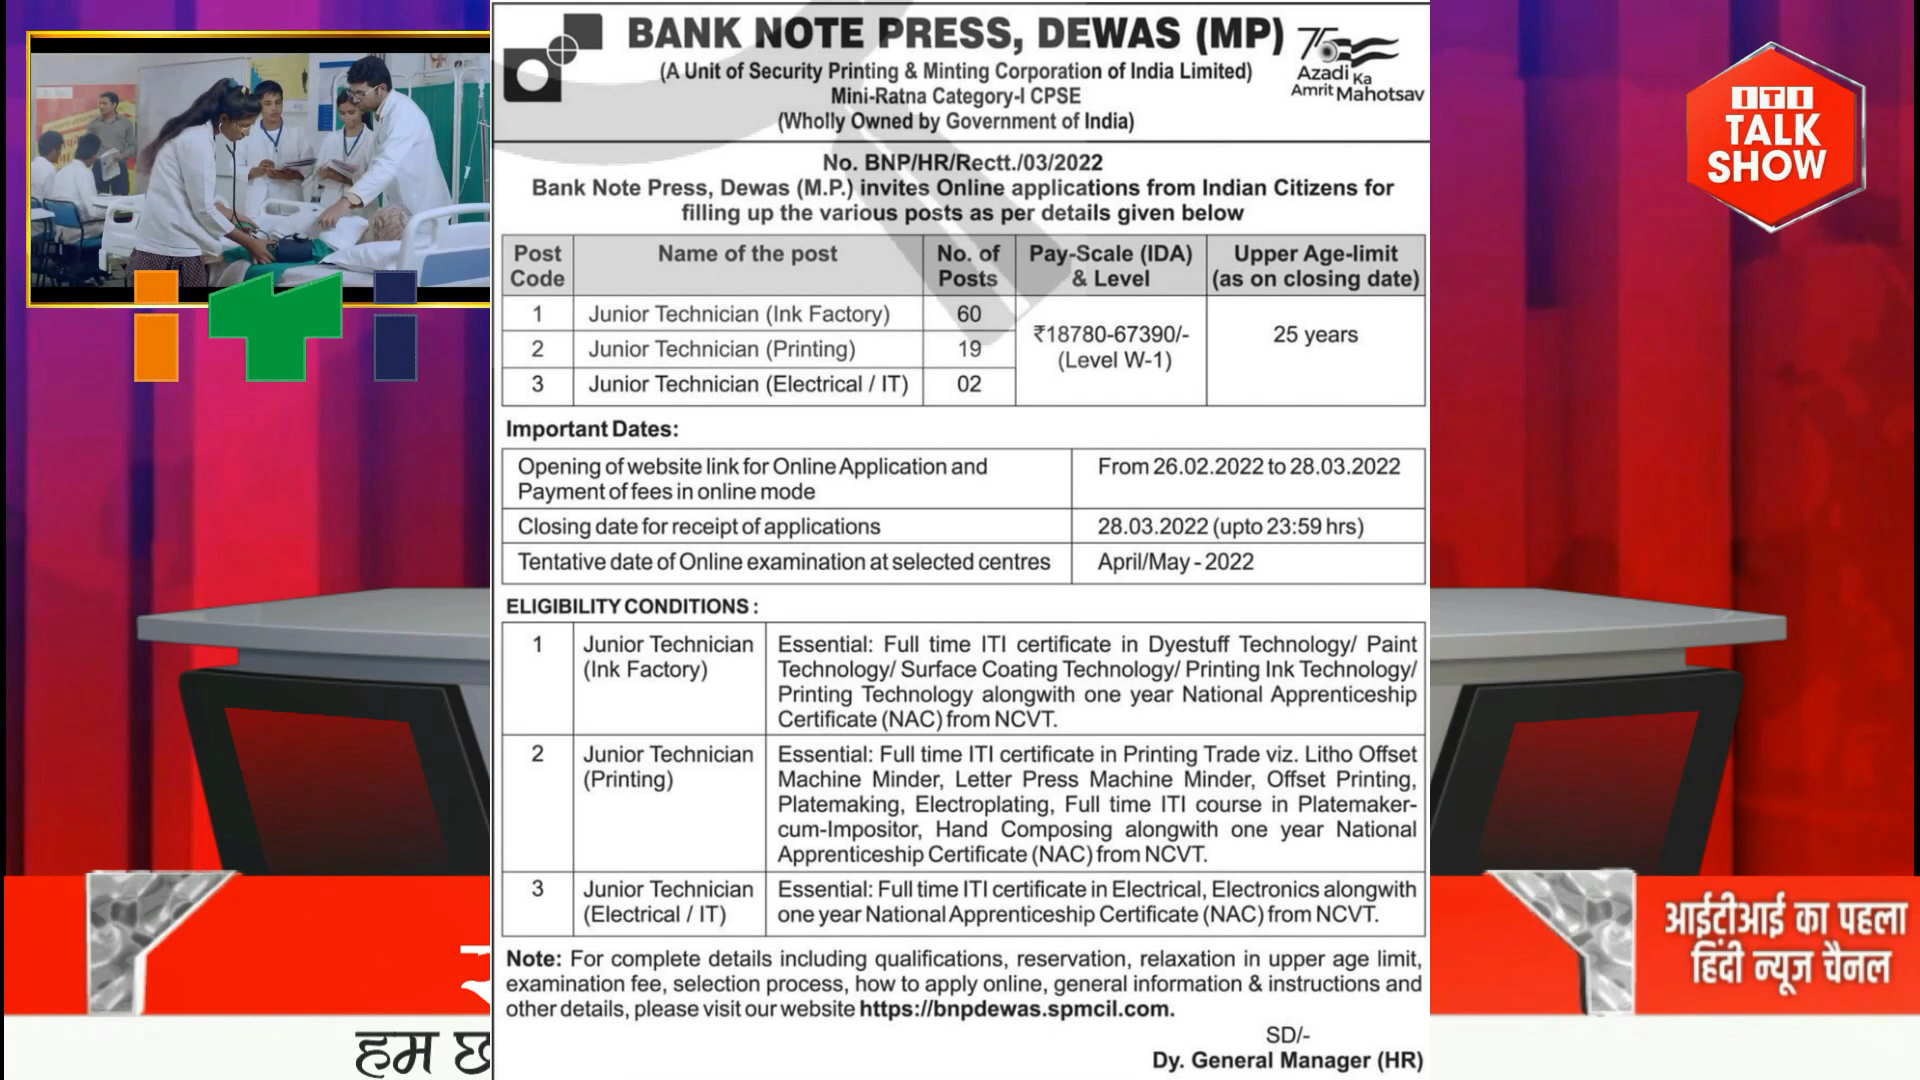 BANK NOTE PRESS, DEWAS (MP)
(A Unit of Security Printing & Minting Corporation of India Limited)
Mini-Ratna Category-I CPSE
(Wholly Owned by Government of India)
75
Azadi Ka
Amrit Mahotsav
ITI
TALK
SHOW
No. BNP/HR/Rectt./03/2022
Bank Note Press, Dewas (M.P.) invites Online applications from Indian Citizens for
filling up the various posts as per details given below
Post Code | Name of the post | No. of Posts | Pay-Scale (IDA) & Level | Upper Age-limit (as on closing date)
1 Junior Technician (Ink Factory) 60
2 Junior Technician (Printing) 19
3 Junior Technician (Electrical / IT) 02
₹18780-67390/-
(Level W-1)
25 years
Important Dates:
Opening of website link for Online Application and
Payment of fees in online mode
From 26.02.2022 to 28.03.2022
Closing date for receipt of applications 28.03.2022 (upto 23:59 hrs)
Tentative date of Online examination at selected centres April/May - 2022
ELIGIBILITY CONDITIONS :
1 Junior Technician
(Ink Factory)
Essential: Full time ITI certificate in Dyestuff Technology/ Paint
Technology/ Surface Coating Technology/ Printing Ink Technology/
Printing Technology alongwith one year National Apprenticeship
Certificate (NAC) from NCVT.
2 Junior Technician
(Printing)
Essential: Full time ITI certificate in Printing Trade viz. Litho Offset
Machine Minder, Letter Press Machine Minder, Offset Printing,
Platemaking, Electroplating, Full time ITI course in Platemaker-
cum-Impositor, Hand Composing alongwith one year National
Apprenticeship Certificate (NAC) from NCVT.
3 Junior Technician
(Electrical / IT)
Essential: Full time ITI certificate in Electrical, Electronics alongwith
one year National Apprenticeship Certificate (NAC) from NCVT.
Note: For complete details including qualifications, reservation, relaxation in upper age limit,
examination fee, selection process, how to apply online, general information & instructions and
other details, please visit our website https://bnpdewas.spmcil.com.
SD/-
Dy. General Manager (HR)
आईटीआई का पहला
हिंदी न्यूज चैनल
हम